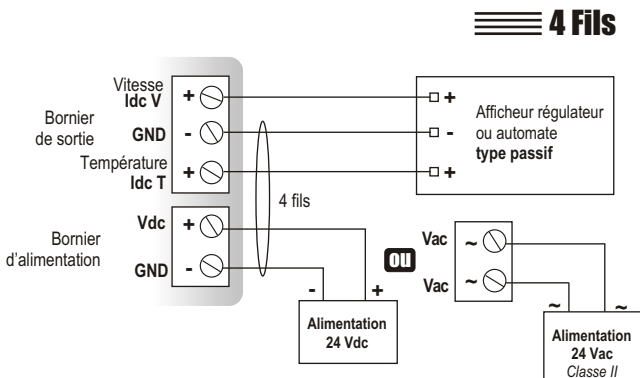 4 Fils
Vitesse
Idc V
+
Bornier
de sortie
GND
-
Température
Idc T
+
+
Afficheur régulateur
-
ou automate
type passif
+
4 fils
Vdc
+
Bornier
d'alimentation
GND
-
ou
Vac
~
Vac
~
-
+
Alimentation
24 Vdc
~
~
Alimentation
24 Vac
Classe II